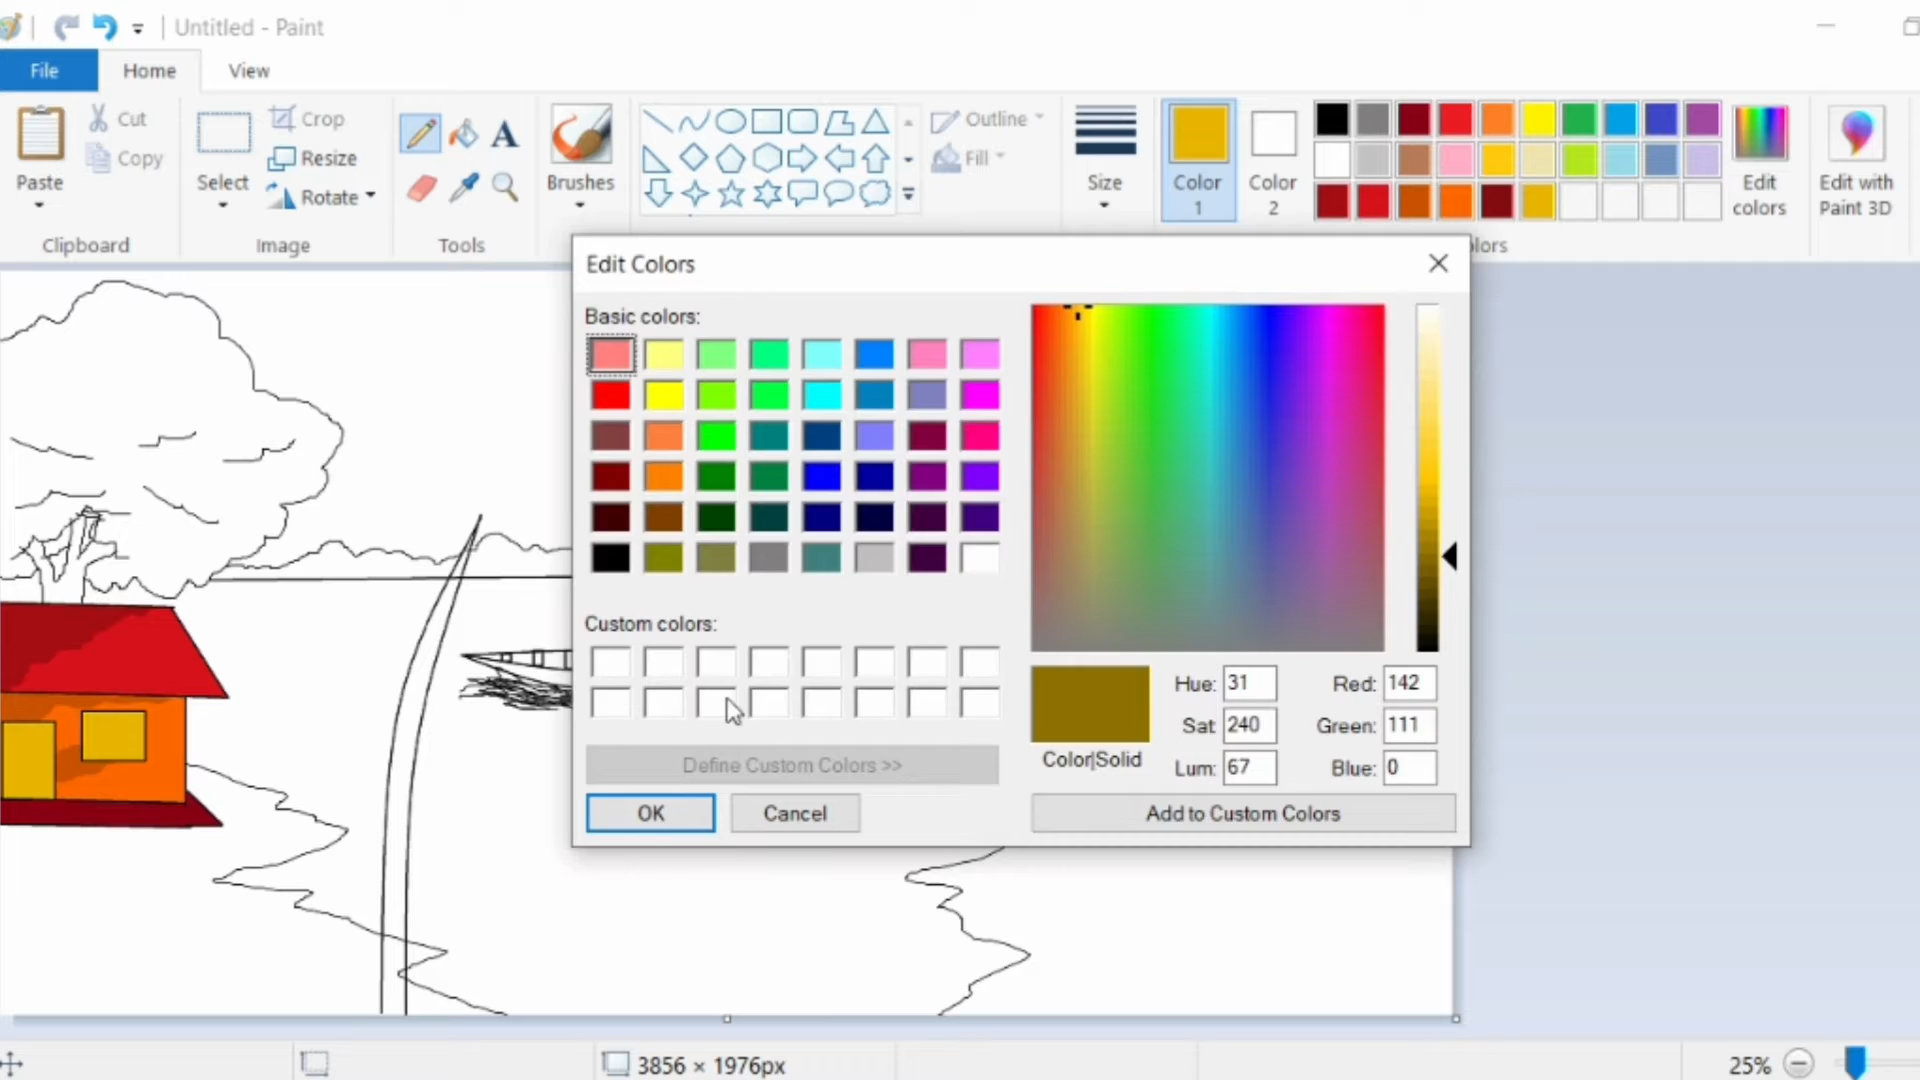 Untitled - Paint
File
Home
View
Paste
Cut
Copy
Clipboard
Select
Crop
Resize
Rotate
Image
A
Tools
Brushes
Outline
Fill
Size
Color
1
Color
2
Edit
colors
Edit with
Paint 3D
lors
Edit Colors
Basic colors:
Custom colors:
Define Custom Colors >>
OK
Cancel
Color|Solid
Hue: 31
Sat: 240
Lum: 67
Red: 142
Green: 111
Blue: 0
Add to Custom Colors
3856 × 1976px
25%